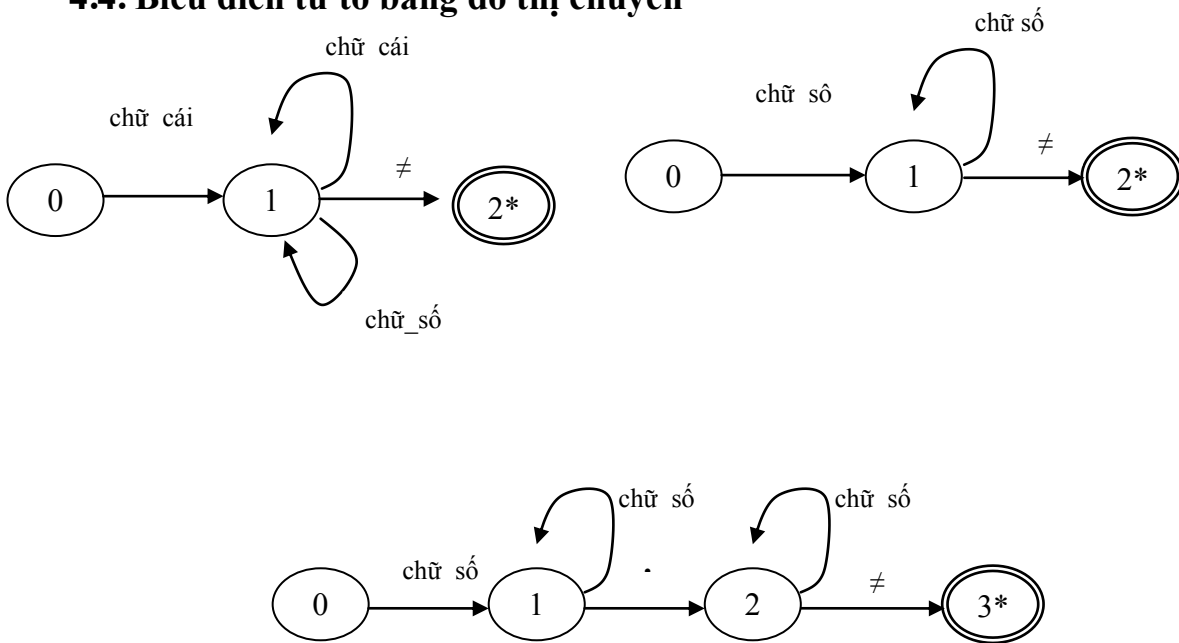 4.4. Biểu diễn từ tố bằng đồ thị chuyển
chữ cái
chữ cái
0
1
≠
2*
chữ_số
chữ số
chữ sô
0
1
≠
2*
chữ số
chữ số
chữ số
.
0
1
2
≠
3*